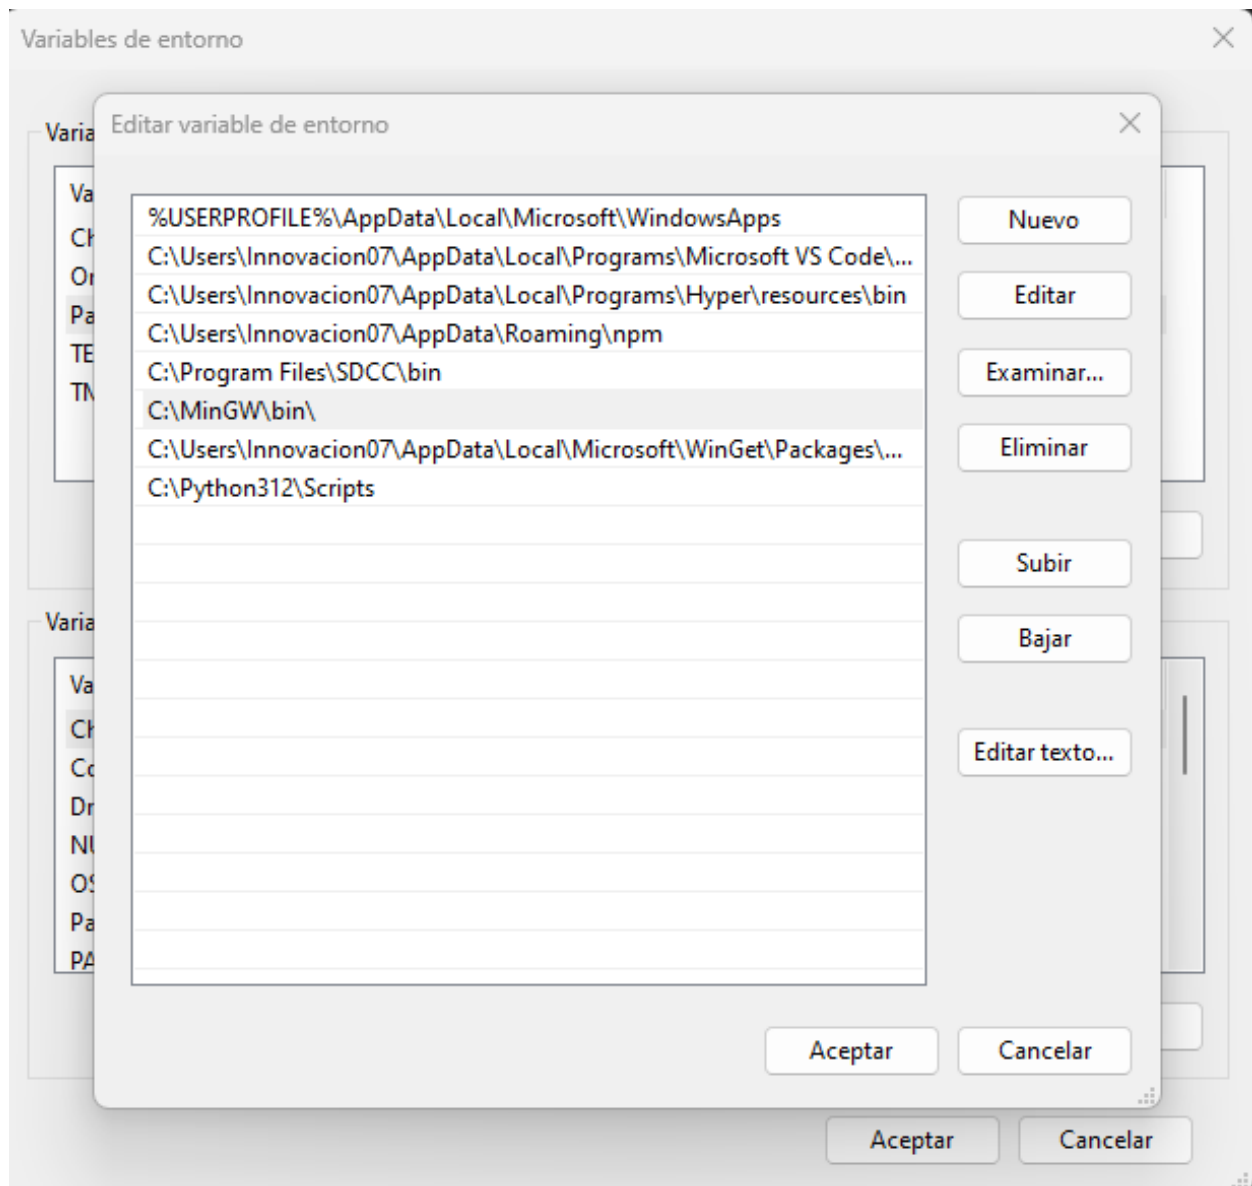 Variables de entorno
Editar variable de entorno
%USERPROFILE%\AppData\Local\Microsoft\WindowsApps
C:\Users\Innovacion07\AppData\Local\Programs\Microsoft VS Code\...
C:\Users\Innovacion07\AppData\Local\Programs\Hyper\resources\bin
C:\Users\Innovacion07\AppData\Roaming\npm
C:\Program Files\SDCC\bin
C:\MinGW\bin\
C:\Users\Innovacion07\AppData\Local\Microsoft\WinGet\Packages\...
C:\Python312\Scripts
Nuevo
Editar
Examinar...
Eliminar
Subir
Bajar
Editar texto...
Aceptar
Cancelar
Aceptar
Cancelar